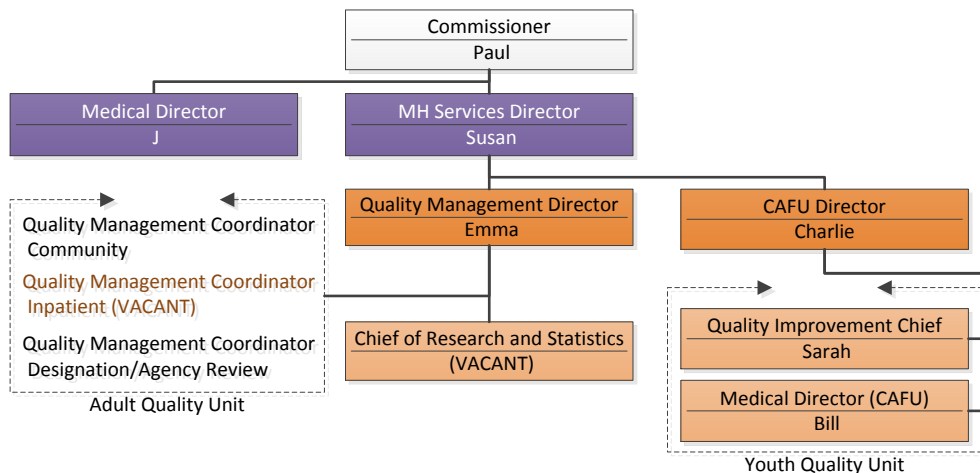 Commissioner
Paul
Medical Director
J
MH Services Director
Susan
Quality Management Director
Emma
CAFU Director
Charlie
Quality Management Coordinator
Community
Quality Management Coordinator
Inpatient (VACANT)
Quality Management Coordinator
Designation/Agency Review
Adult Quality Unit
Chief of Research and Statistics
(VACANT)
Quality Improvement Chief
Sarah
Medical Director (CAFU)
Bill
Youth Quality Unit